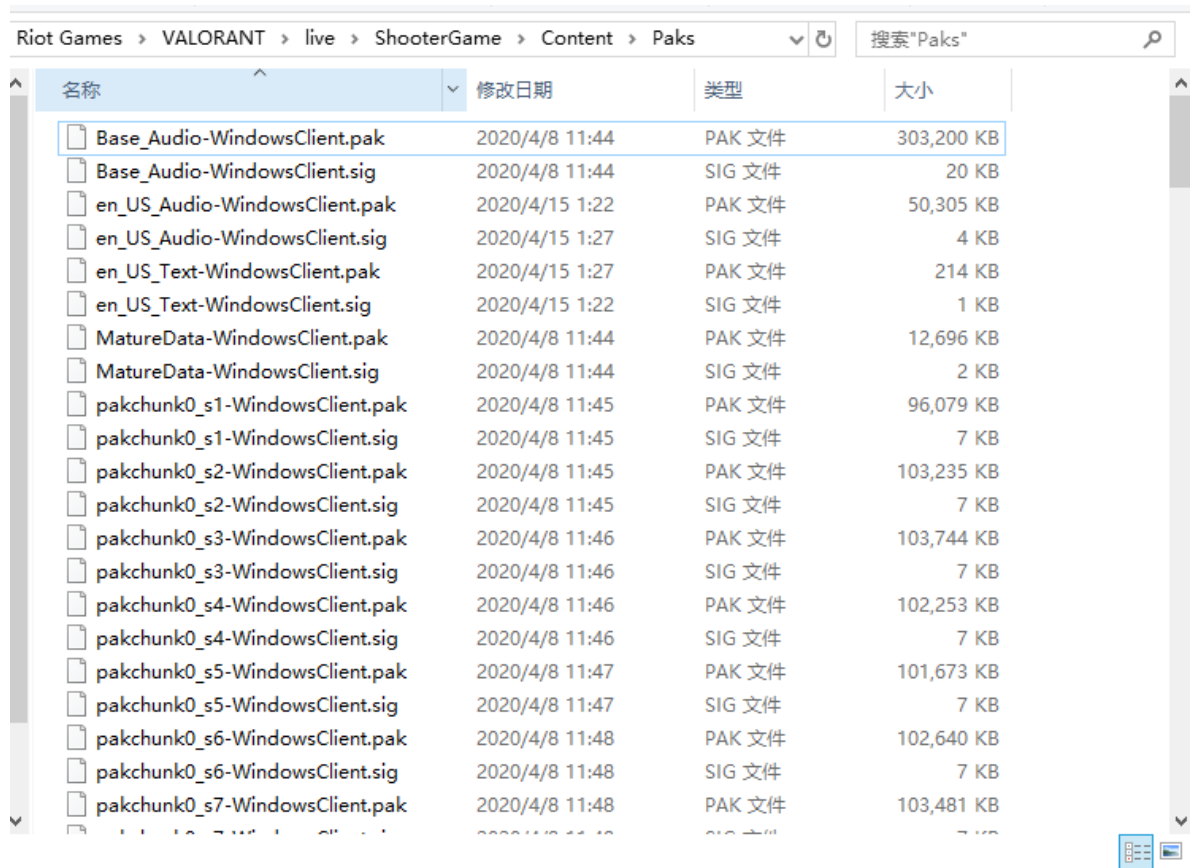 Riot Games › VALORANT › live › ShooterGame › Content › Paks 搜索"Paks"
名称 修改日期 类型 大小
Base_Audio-WindowsClient.pak 2020/4/8 11:44 PAK 文件 303,200 KB
Base_Audio-WindowsClient.sig 2020/4/8 11:44 SIG 文件 20 KB
en_US_Audio-WindowsClient.pak 2020/4/15 1:22 PAK 文件 50,305 KB
en_US_Audio-WindowsClient.sig 2020/4/15 1:27 SIG 文件 4 KB
en_US_Text-WindowsClient.pak 2020/4/15 1:27 PAK 文件 214 KB
en_US_Text-WindowsClient.sig 2020/4/15 1:22 SIG 文件 1 KB
MatureData-WindowsClient.pak 2020/4/8 11:44 PAK 文件 12,696 KB
MatureData-WindowsClient.sig 2020/4/8 11:44 SIG 文件 2 KB
pakchunk0_s1-WindowsClient.pak 2020/4/8 11:45 PAK 文件 96,079 KB
pakchunk0_s1-WindowsClient.sig 2020/4/8 11:45 SIG 文件 7 KB
pakchunk0_s2-WindowsClient.pak 2020/4/8 11:45 PAK 文件 103,235 KB
pakchunk0_s2-WindowsClient.sig 2020/4/8 11:45 SIG 文件 7 KB
pakchunk0_s3-WindowsClient.pak 2020/4/8 11:46 PAK 文件 103,744 KB
pakchunk0_s3-WindowsClient.sig 2020/4/8 11:46 SIG 文件 7 KB
pakchunk0_s4-WindowsClient.pak 2020/4/8 11:46 PAK 文件 102,253 KB
pakchunk0_s4-WindowsClient.sig 2020/4/8 11:46 SIG 文件 7 KB
pakchunk0_s5-WindowsClient.pak 2020/4/8 11:47 PAK 文件 101,673 KB
pakchunk0_s5-WindowsClient.sig 2020/4/8 11:47 SIG 文件 7 KB
pakchunk0_s6-WindowsClient.pak 2020/4/8 11:48 PAK 文件 102,640 KB
pakchunk0_s6-WindowsClient.sig 2020/4/8 11:48 SIG 文件 7 KB
pakchunk0_s7-WindowsClient.pak 2020/4/8 11:48 PAK 文件 103,481 KB